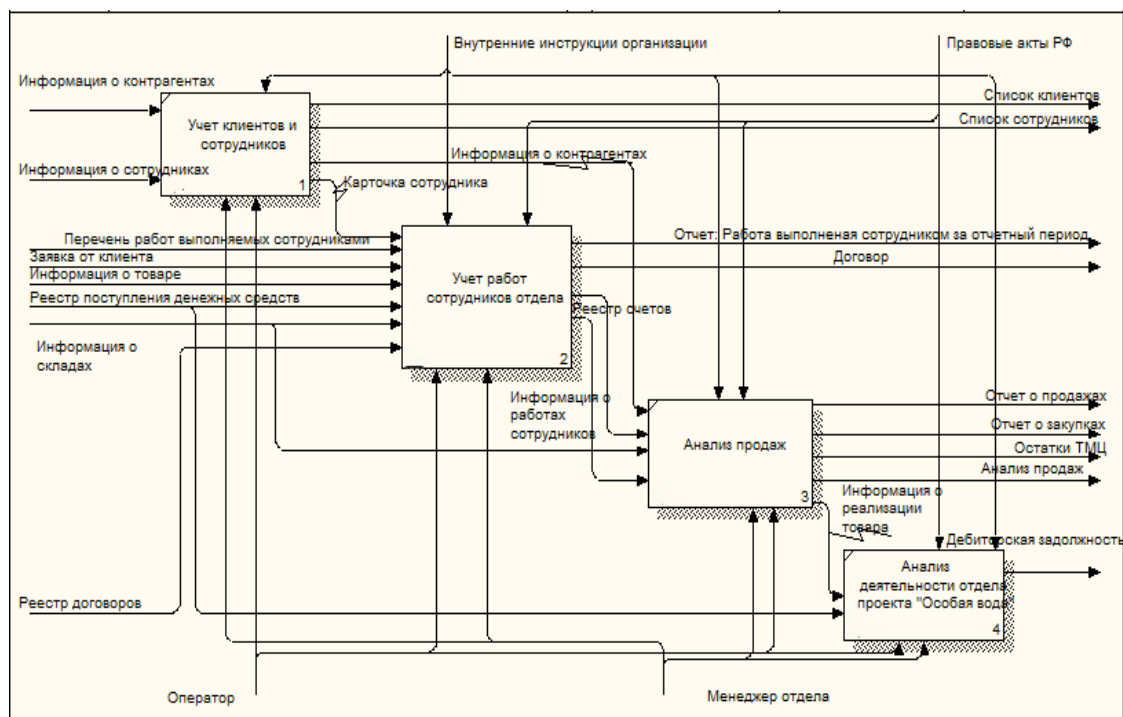 Внутренние инструкции организации
Правовые акты РФ
Информация о контрагентах
Список клиентов
Список сотрудников
Учет клиентов и
сотрудников
1
Информация о контрагентах
Информация о сотрудниках
Карточка сотрудника
Перечень работ выполняемых сотрудниками
Заявка от клиента
Информация о товаре
Реестр поступления денежных средств
Информация о
складах
Отчет: Работа выполненая сотрудником за отчетный период
Договор
Учет работ
сотрудников отдела
2
Реестр счетов
Информация о
работах
сотрудников
Отчет о продажах
Отчет о закупках
Остатки ТМЦ
Анализ продаж
Анализ продаж
3
Информация о
реализации
товара
Дебиторская задолжность
Анализ
деятельности отдела
проекта "Особая вода"
4
Реестр договоров
Оператор
Менеджер отдела